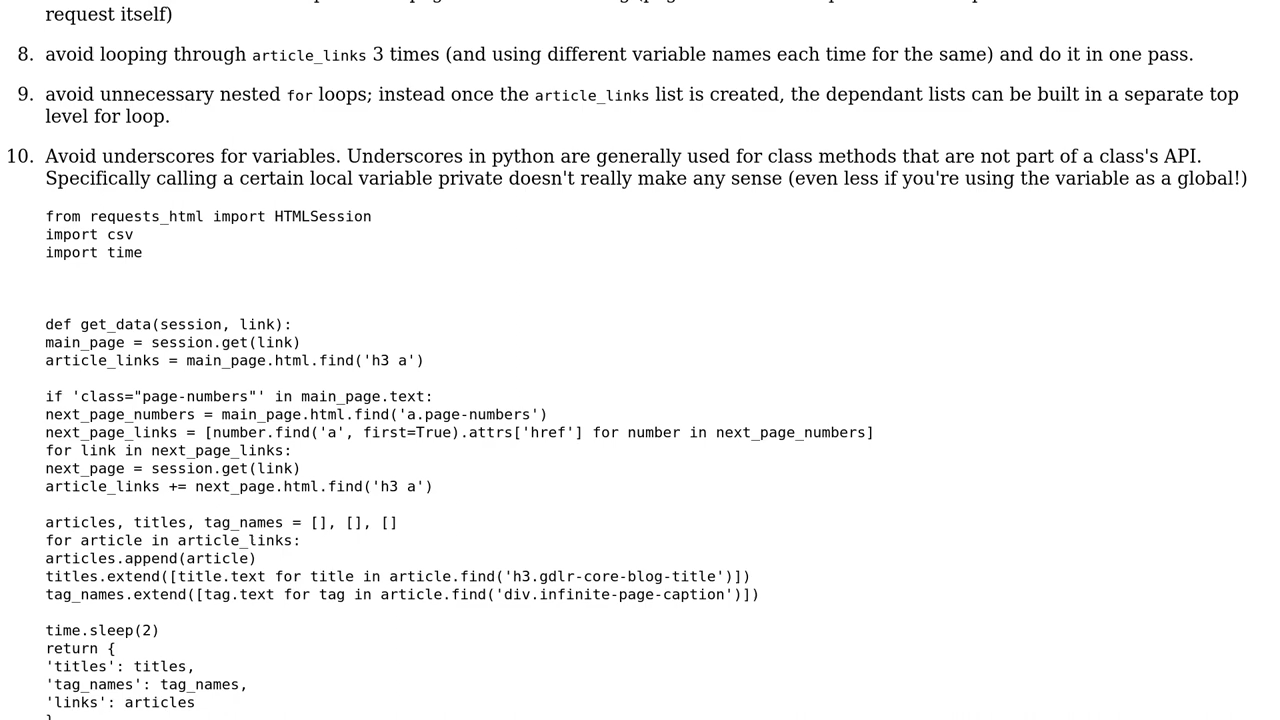 request itself)
8. avoid looping through article_links 3 times (and using different variable names each time for the same) and do it in one pass.
9. avoid unnecessary nested for loops; instead once the article_links list is created, the dependant lists can be built in a separate top
level for loop.
10. Avoid underscores for variables. Underscores in python are generally used for class methods that are not part of a class's API.
Specifically calling a certain local variable private doesn't really make any sense (even less if you're using the variable as a global!)
from requests_html import HTMLSession
import csv
import time
def get_data(session, link):
main_page = session.get(link)
article_links = main_page.html.find('h3 a')
if 'class="page-numbers"' in main_page.text:
next_page_numbers = main_page.html.find('a.page-numbers')
next_page_links = [number.find('a', first=True).attrs['href'] for number in next_page_numbers]
for link in next_page_links:
next_page = session.get(link)
article_links += next_page.html.find('h3 a')
articles, titles, tag_names = [], [], []
for article in article_links:
articles.append(article)
titles.extend([title.text for title in article.find('h3.gdlr-core-blog-title')])
tag_names.extend([tag.text for tag in article.find('div.infinite-page-caption')])
time.sleep(2)
return {
'titles': titles,
'tag_names': tag_names,
'links': articles
}